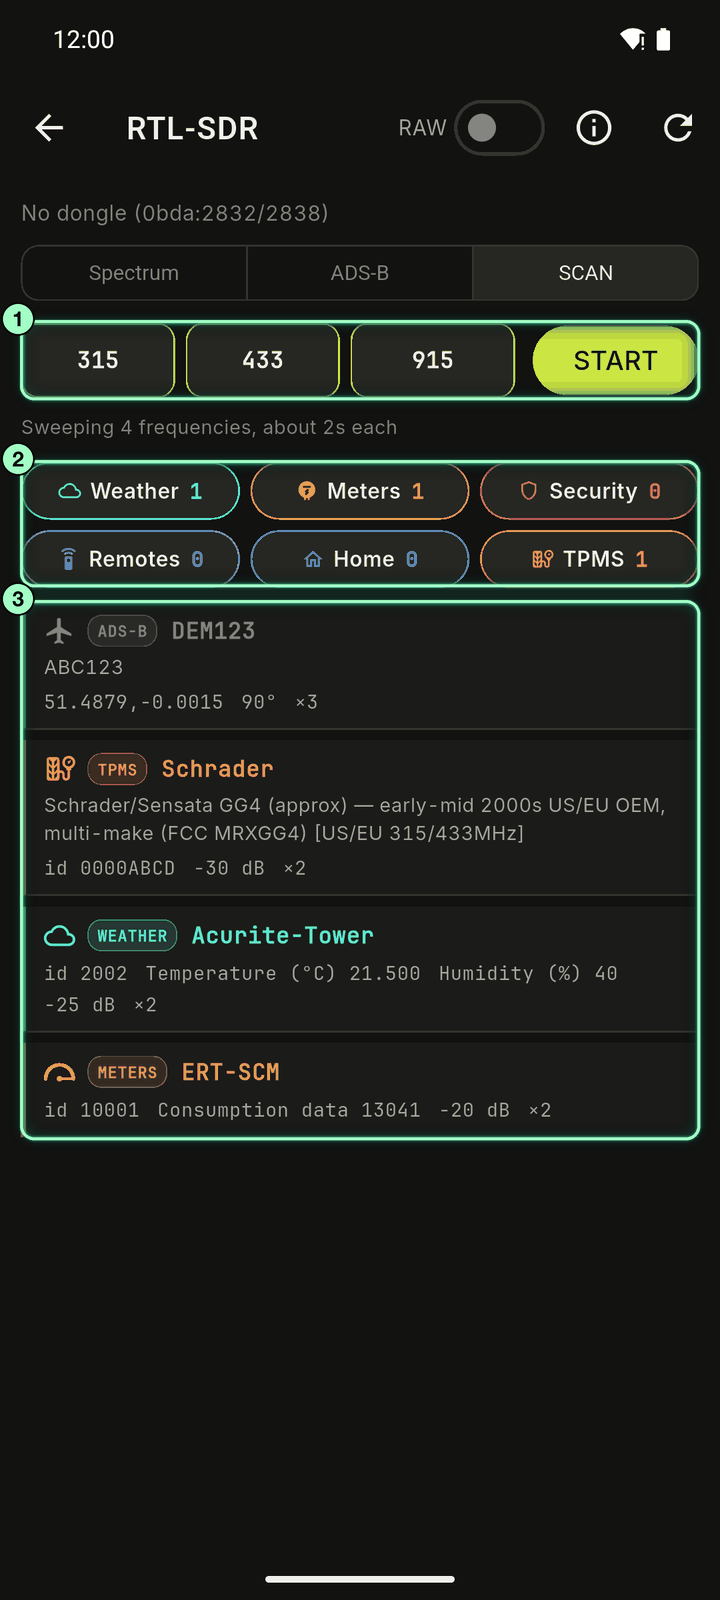 12:00
RTL-SDR RAW
No dongle (0bda:2832/2838)
Spectrum ADS-B SCAN
1
315 433 915 START
Sweeping 4 frequencies, about 2s each
2
Weather 1 Meters 1 Security 0
Remotes 0 Home 0 TPMS 1
3
ADS-B DEM123
ABC123
51.4879,-0.0015 90° ×3
TPMS Schrader
Schrader/Sensata GG4 (approx) — early-mid 2000s US/EU OEM,
multi-make (FCC MRXGG4) [US/EU 315/433MHz]
id 0000ABCD -30 dB ×2
WEATHER Acurite-Tower
id 2002 Temperature (°C) 21.500 Humidity (%) 40
-25 dB ×2
METERS ERT-SCM
id 10001 Consumption data 13041 -20 dB ×2